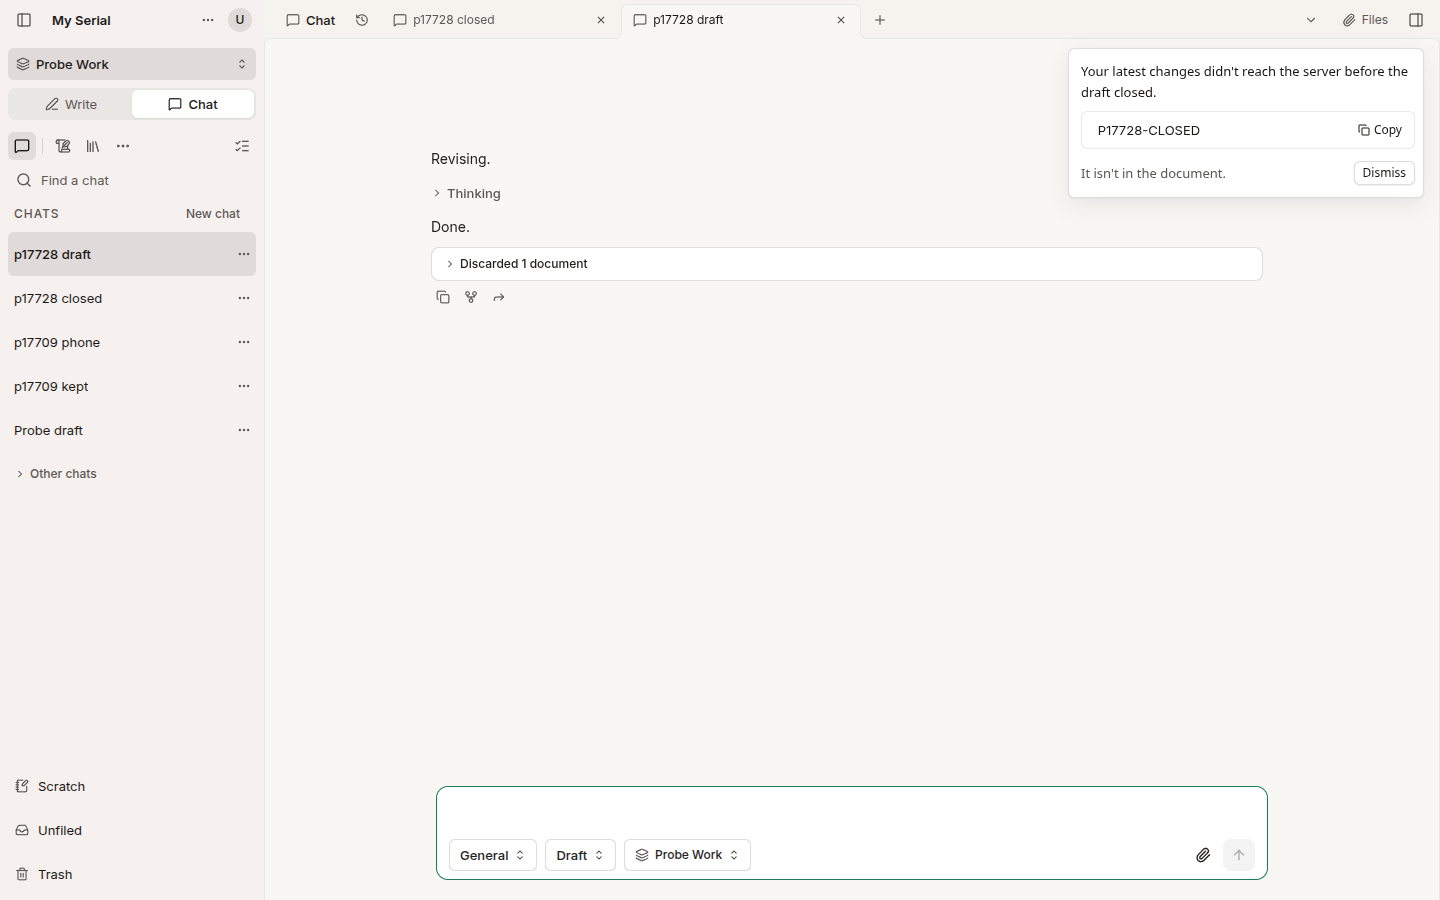 My Serial
U
Chat
p17728 closed
p17728 draft
Files
Probe Work
Write
Chat
Find a chat
CHATS
New chat
p17728 draft
p17728 closed
p17709 phone
p17709 kept
Probe draft
Other chats
Scratch
Unfiled
Trash
Revising.
Thinking
Done.
Discarded 1 document
Your latest changes didn't reach the server before the
draft closed.
P17728-CLOSED
Copy
It isn't in the document.
Dismiss
General
Draft
Probe Work